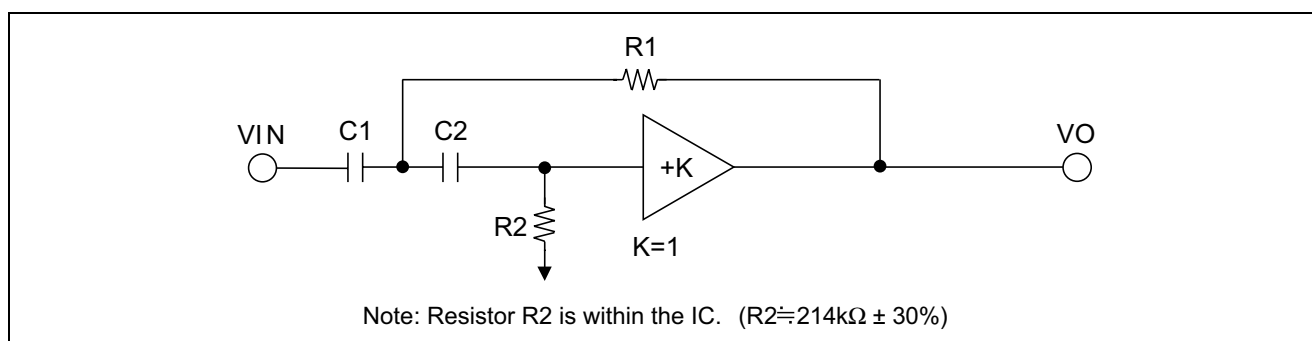 R1
VIN
C1
C2
VO
+K
R2
K=1
Note: Resistor R2 is within the IC. (R2≒214kΩ ± 30%)